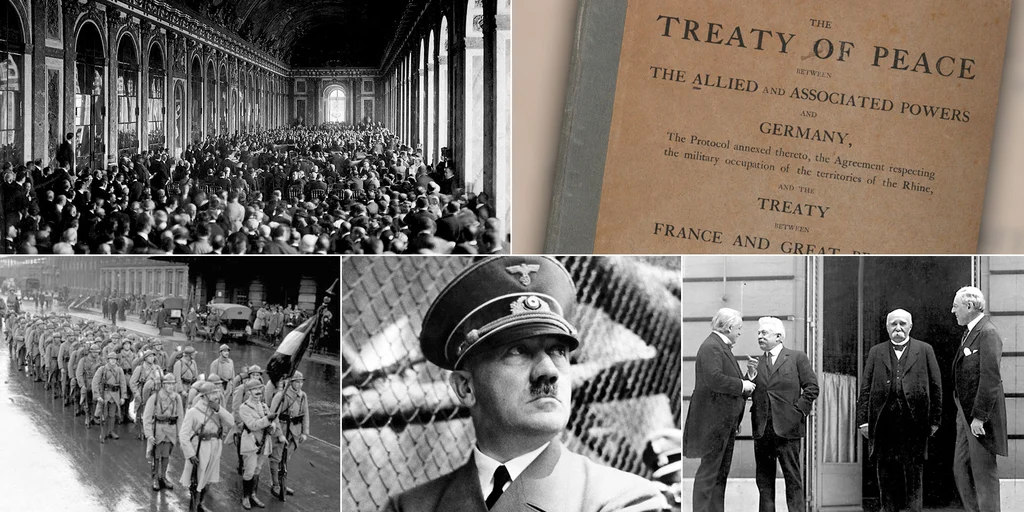 THE
TREATY OF PEACE
BETWEEN
THE ALLIED AND ASSOCIATED POWERS
AND
GERMANY,
The Protocol annexed thereto, the Agreement respecting
the military occupation of the territories of the Rhine,
AND THE
TREATY
BETWEEN
FRANCE AND GREAT